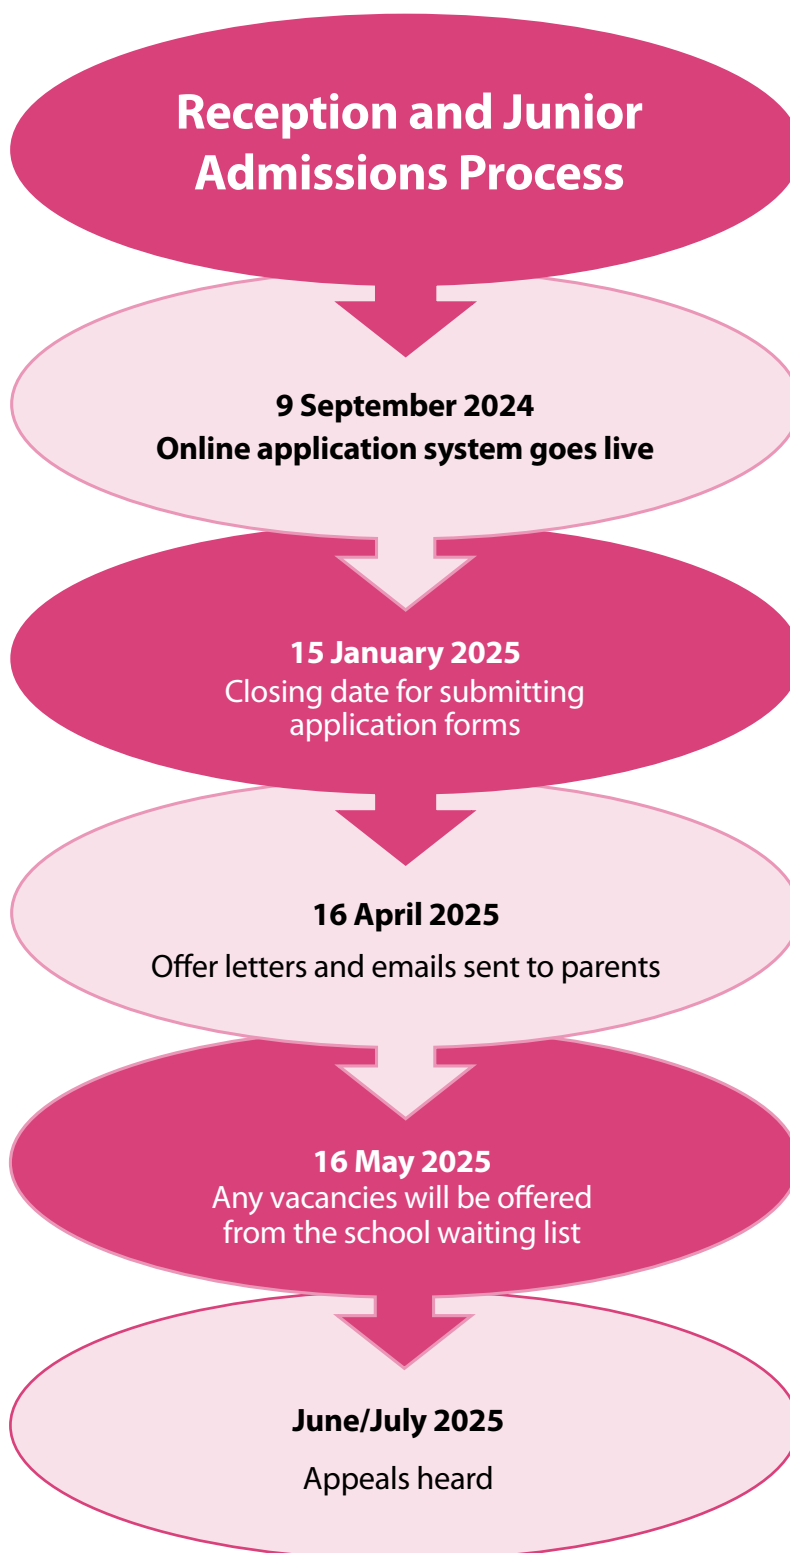 Reception and Junior
Admissions Process
9 September 2024
Online application system goes live
15 January 2025
Closing date for submitting
application forms
16 April 2025
Offer letters and emails sent to parents
16 May 2025
Any vacancies will be offered
from the school waiting list
June/July 2025
Appeals heard